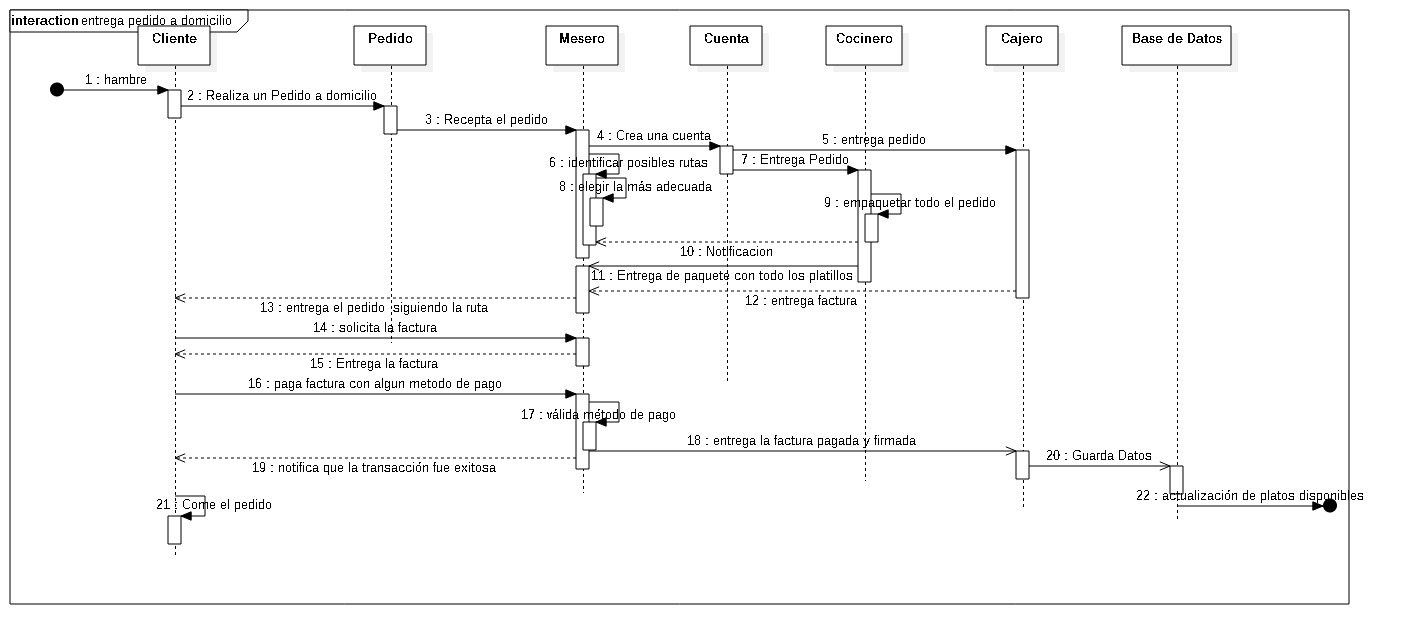 interaction entrega pedido a domicilio
Cliente
Pedido
Mesero
Cuenta
Cocinero
Cajero
Base de Datos
1 : hambre
2 : Realiza un Pedido a domicilio
3 : Recepta el pedido
4 : Crea una cuenta
5 : entrega pedido
6 : identificar posibles rutas
7 : Entrega Pedido
8 : elegir la más adecuada
9 : empaquetar todo el pedido
10 : Notificacion
11 : Entrega de paquete con todo los platillos
12 : entrega factura
13 : entrega el pedido siguiendo la ruta
14 : solicita la factura
15 : Entrega la factura
16 : paga factura con algun metodo de pago
17 : válida método de pago
18 : entrega la factura pagada y firmada
19 : notifica que la transacción fue exitosa
20 : Guarda Datos
21 : Come el pedido
22 : actualización de platos disponibles